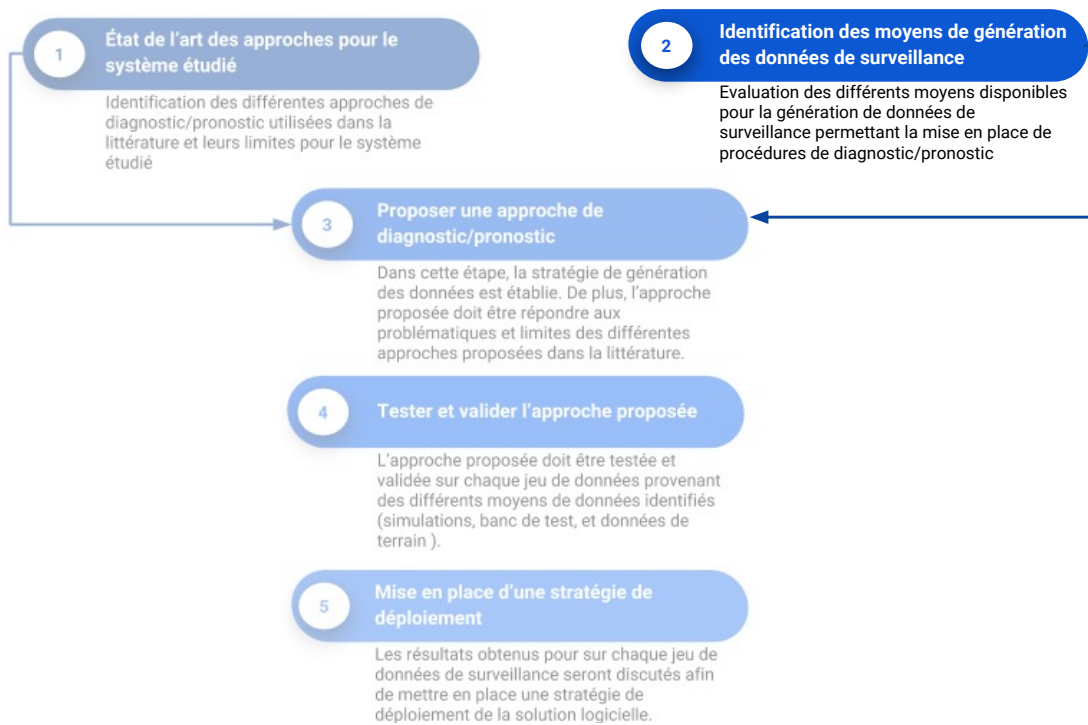 1
État de l'art des approches pour le
système étudié
Identification des différentes approches de
diagnostic/pronostic utilisées dans la
littérature et leurs limites pour le système
étudié
2
Identification des moyens de génération
des données de surveillance
Evaluation des différents moyens disponibles
pour la génération de données de
surveillance permettant la mise en place de
procédures de diagnostic/pronostic
3
Proposer une approche de
diagnostic/pronostic
Dans cette étape, la stratégie de génération
des données est établie. De plus, l'approche
proposée doit être répondre aux
problématiques et limites des différentes
approches proposées dans la littérature.
4
Tester et valider l'approche proposée
L'approche proposée doit être testée et
validée sur chaque jeu de données provenant
des différents moyens de données identifiés
(simulations, banc de test, et données de
terrain ).
5
Mise en place d'une stratégie de
déploiement
Les résultats obtenus pour sur chaque jeu de
données de surveillance seront discutés afin
de mettre en place une stratégie de
déploiement de la solution logicielle.